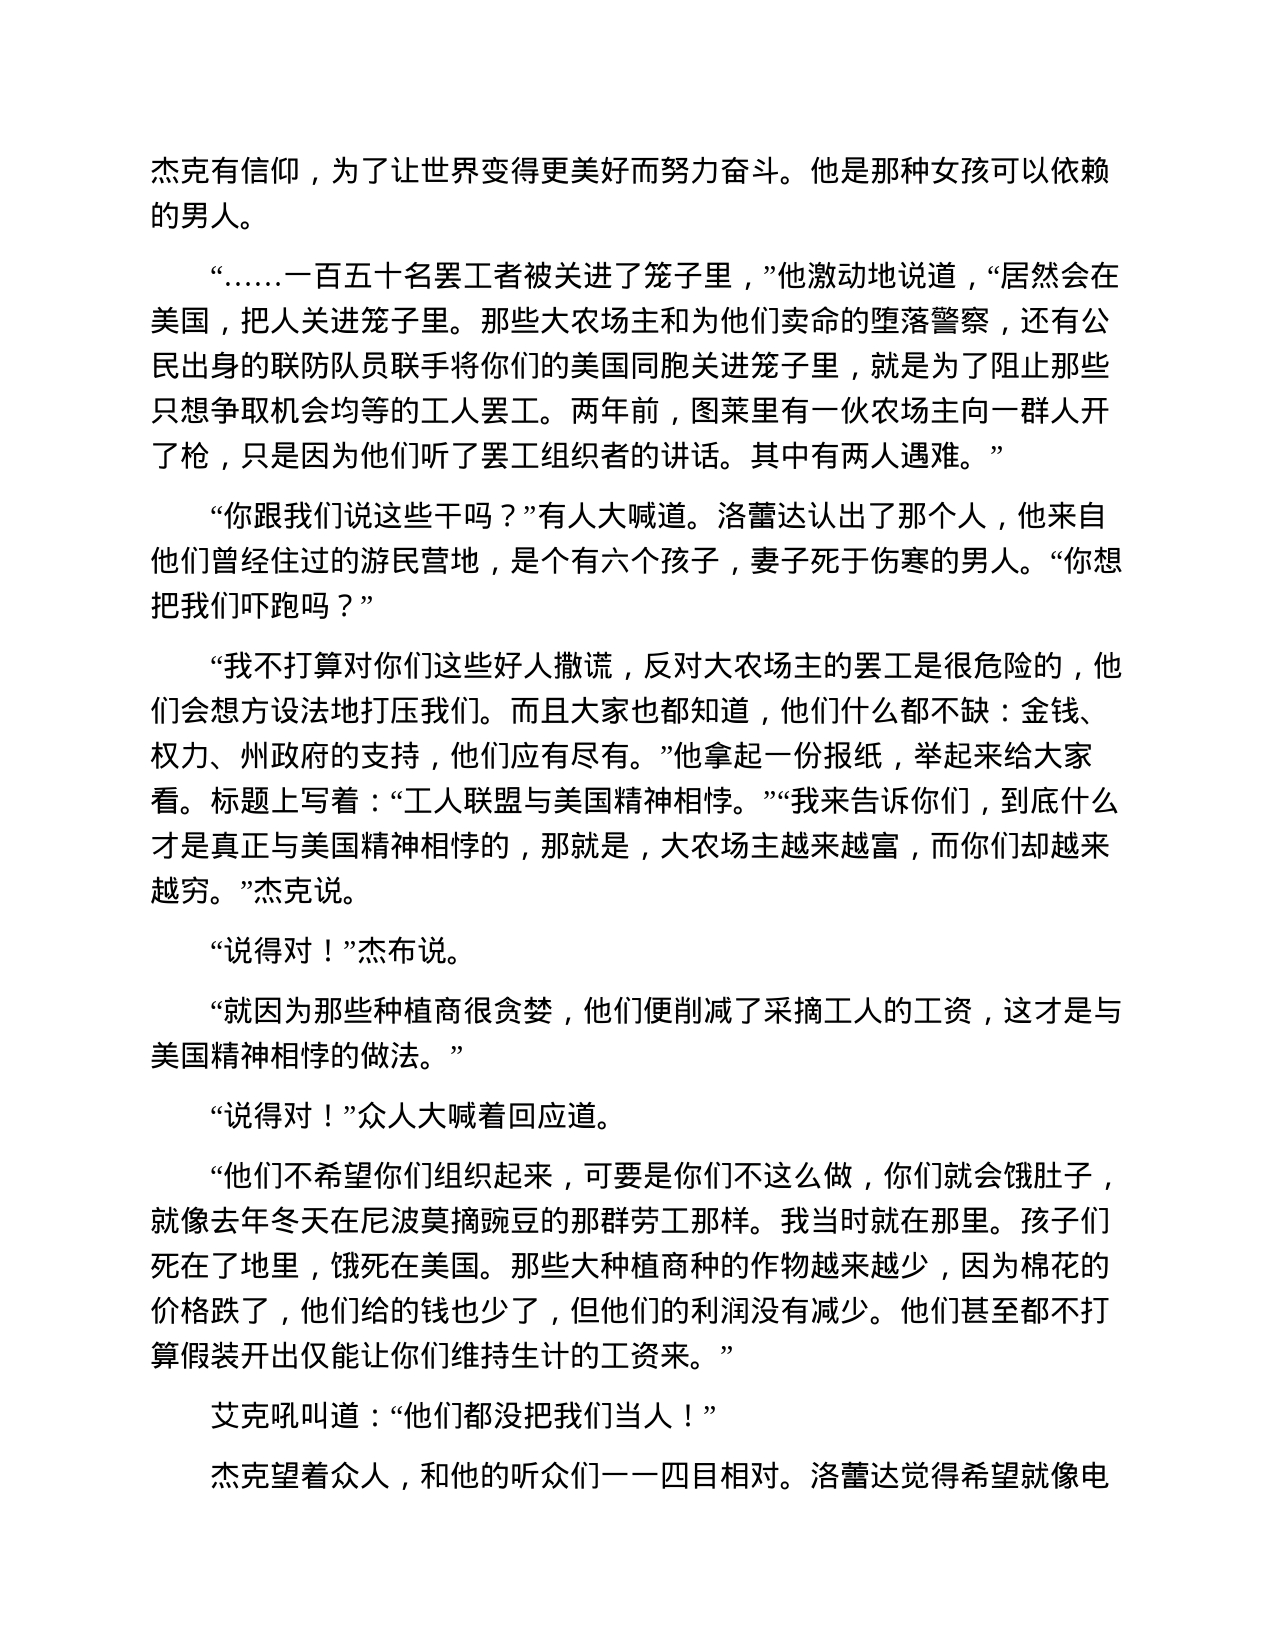 杰克有信仰，为了让世界变得更美好而努力奋斗。他是那种女孩可以依赖
的男人。
“……一百五十名罢工者被关进了笼子里，”他激动地说道，“居然会在
美国，把人关进笼子里。那些大农场主和为他们卖命的堕落警察，还有公
民出身的联防队员联手将你们的美国同胞关进笼子里，就是为了阻止那些
只想争取机会均等的工人罢工。两年前，图莱里有一伙农场主向一群人开
了枪，只是因为他们听了罢工组织者的讲话。其中有两人遇难。”
“你跟我们说这些干吗？”有人大喊道。洛蕾达认出了那个人，他来自
他们曾经住过的游民营地，是个有六个孩子，妻子死于伤寒的男人。“你想
把我们吓跑吗？”
“我不打算对你们这些好人撒谎，反对大农场主的罢工是很危险的，他
们会想方设法地打压我们。而且大家也都知道，他们什么都不缺：金钱、
权力、州政府的支持，他们应有尽有。”他拿起一份报纸，举起来给大家
看。标题上写着：“工人联盟与美国精神相悖。”“我来告诉你们，到底什么
才是真正与美国精神相悖的，那就是，大农场主越来越富，而你们却越来
越穷。”杰克说。
“说得对！”杰布说。
“就因为那些种植商很贪婪，他们便削减了采摘工人的工资，这才是与
美国精神相悖的做法。”
“说得对！”众人大喊着回应道。
“他们不希望你们组织起来，可要是你们不这么做，你们就会饿肚子，
就像去年冬天在尼波莫摘豌豆的那群劳工那样。我当时就在那里。孩子们
死在了地里，饿死在美国。那些大种植商种的作物越来越少，因为棉花的
价格跌了，他们给的钱也少了，但他们的利润没有减少。他们甚至都不打
算假装开出仅能让你们维持生计的工资来。”
艾克吼叫道：“他们都没把我们当人！”
杰克望着众人，和他的听众们一一四目相对。洛蕾达觉得希望就像电